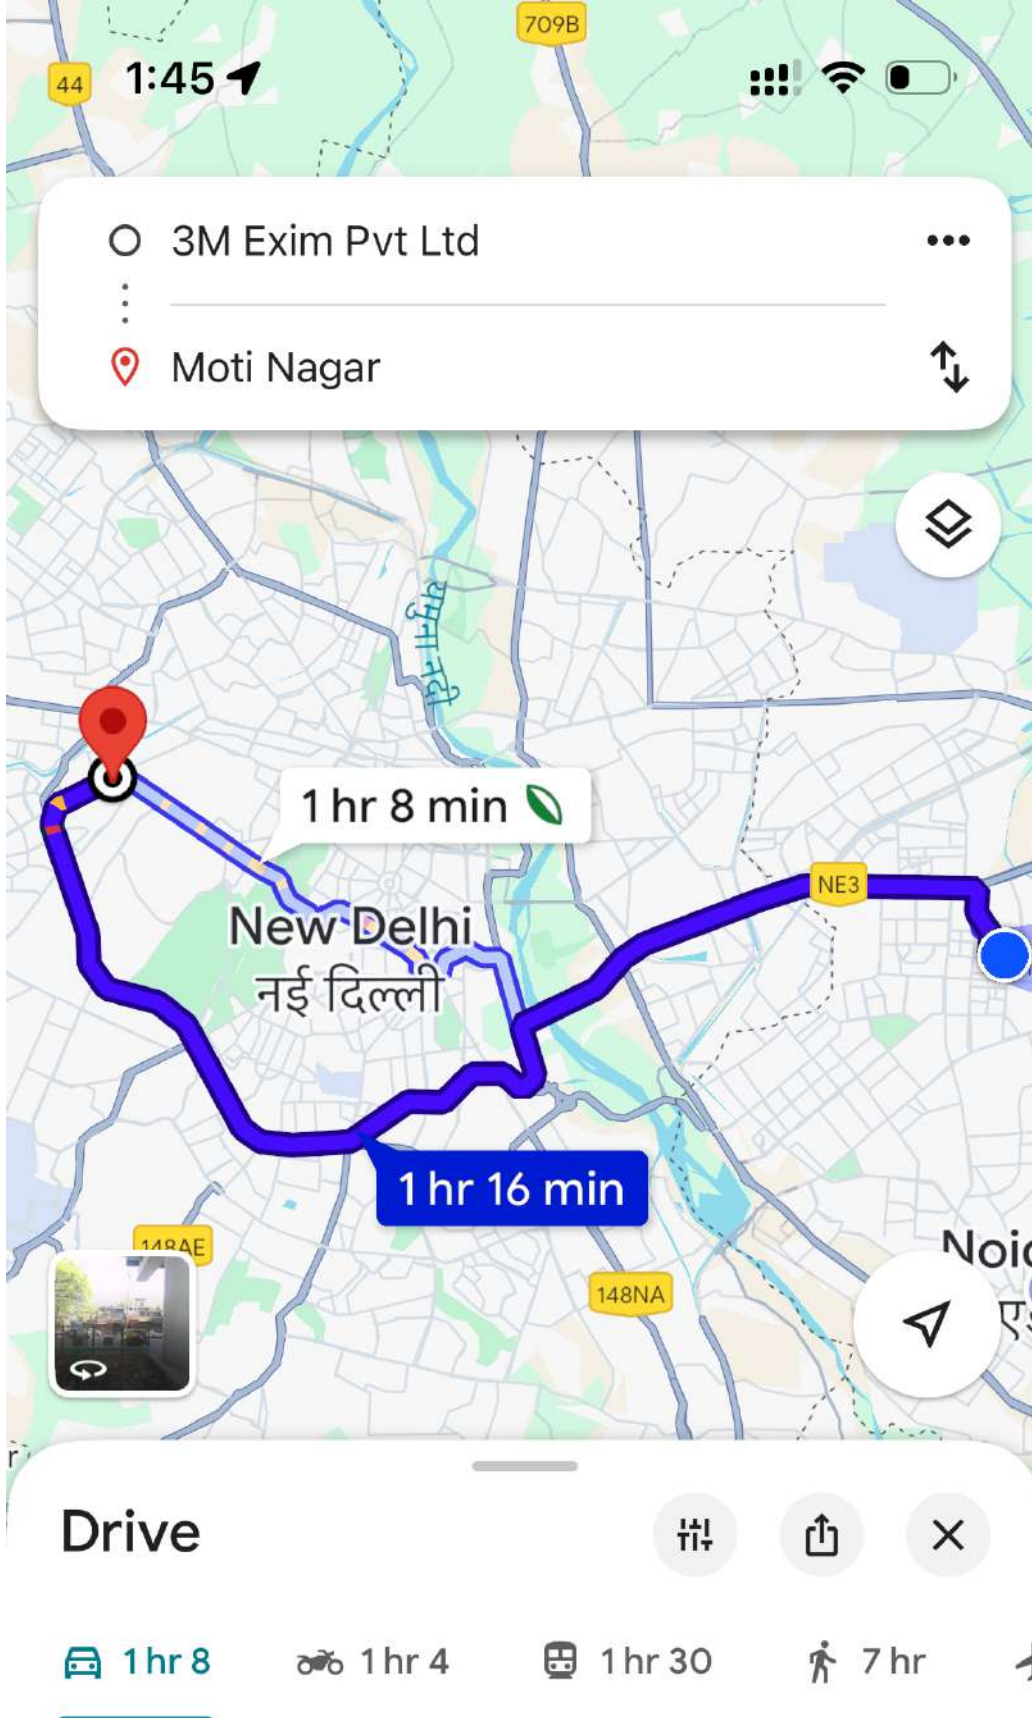 709B
44
1:45
3M Exim Pvt Ltd
Moti Nagar
1 hr 8 min
NE3
New Delhi
नई दिल्ली
1 hr 16 min
148AE
148NA
Drive
1 hr 8
1 hr 4
1 hr 30
7 hr